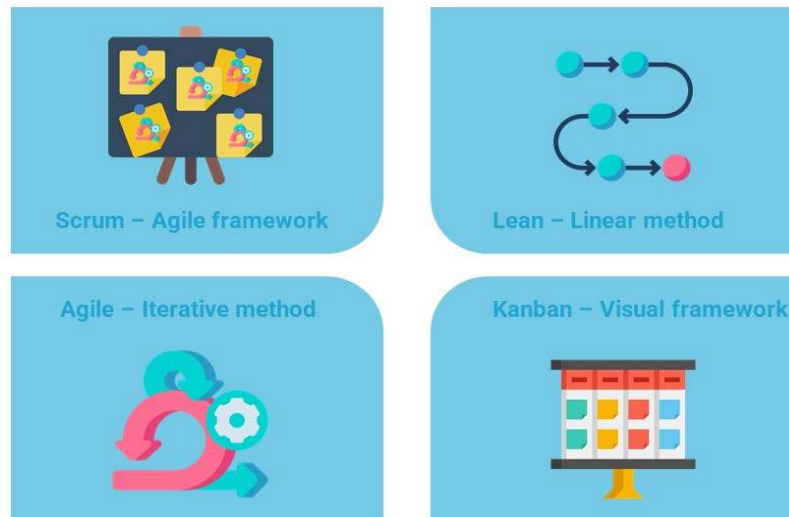 Scrum – Agile framework
Lean – Linear method
Agile – Iterative method
Kanban – Visual framework